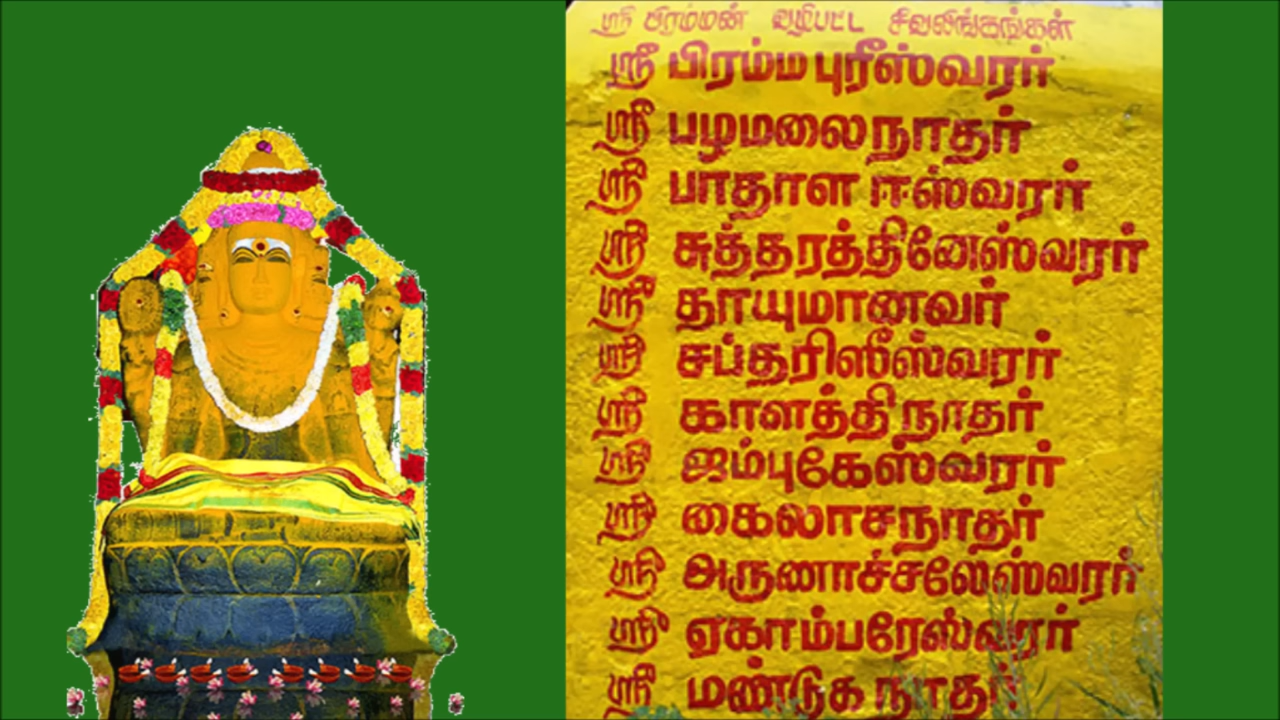 ஸ்ரீ பிரம்மன் வழிபட்ட சிவலிங்கங்கள்
ஸ்ரீ பிரம்மபுரீஸ்வரர்
ஸ்ரீ பழமலைநாதர்
ஸ்ரீ பாதாள ஈஸ்வரர்
ஸ்ரீ சுத்தரத்தினேஸ்வரர்
ஸ்ரீ தாயுமானவர்
ஸ்ரீ சப்தரிஷீஸ்வரர்
ஸ்ரீ காளத்திநாதர்
ஸ்ரீ ஜம்புகேஸ்வரர்
ஸ்ரீ கைலாசநாதர்
ஸ்ரீ அருணாச்சலேஸ்வரர்
ஸ்ரீ ஏகாம்பரேஸ்வரர்
ஸ்ரீ மண்டுகநாதர்